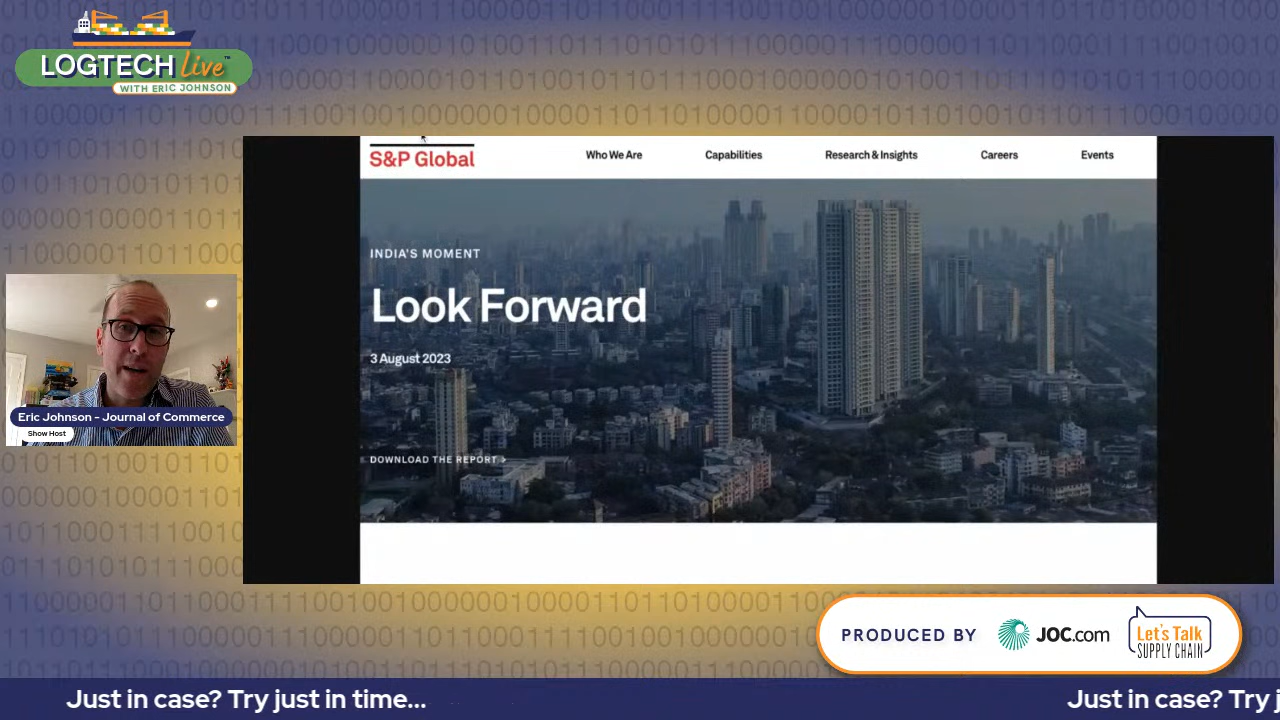 LOGTECH Live™
WITH ERIC JOHNSON
S&P Global
Who We Are
Capabilities
Research & Insights
Careers
Events
INDIA'S MOMENT
Look Forward
3 August 2023
DOWNLOAD THE REPORT >
Eric Johnson - Journal of Commerce
Show Host
PRODUCED BY
JOC.com
Let's Talk
SUPPLY CHAIN
Just in case? Try just in time...
Just in case? Try j